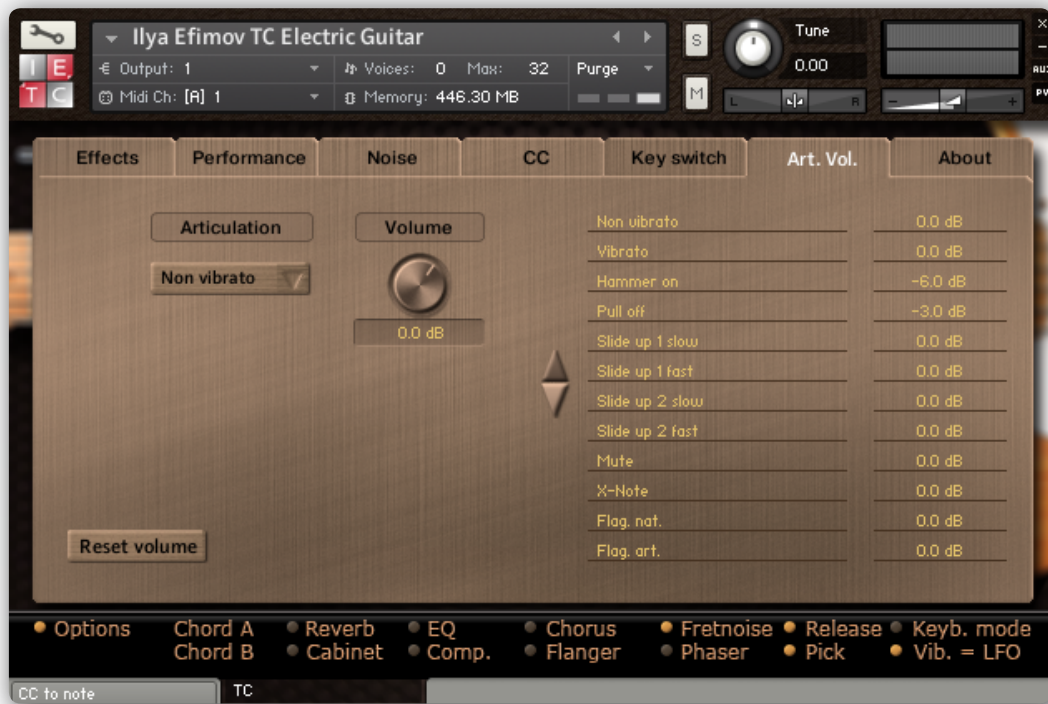 Ilya Efimov TC Electric Guitar
I E,
T C
Output: 1 Voices: 0 Max: 32 Purge
Midi Ch: [A] 1 Memory: 446.30 MB
S
M
Tune
0.00
L R
- +
×
–
AUX
PV
Effects Performance Noise CC Key switch Art. Vol. About
Articulation Volume
Non vibrato
0.0 dB
Non vibrato 0.0 dB
Vibrato 0.0 dB
Hammer on -6.0 dB
Pull off -3.0 dB
Slide up 1 slow 0.0 dB
Slide up 1 fast 0.0 dB
Slide up 2 slow 0.0 dB
Slide up 2 fast 0.0 dB
Mute 0.0 dB
X-Note 0.0 dB
Flag. nat. 0.0 dB
Flag. art. 0.0 dB
Reset volume
Options Chord A Reverb EQ Chorus Fretnoise Release Keyb. mode
Chord B Cabinet Comp. Flanger Phaser Pick Vib. = LFO
CC to note TC